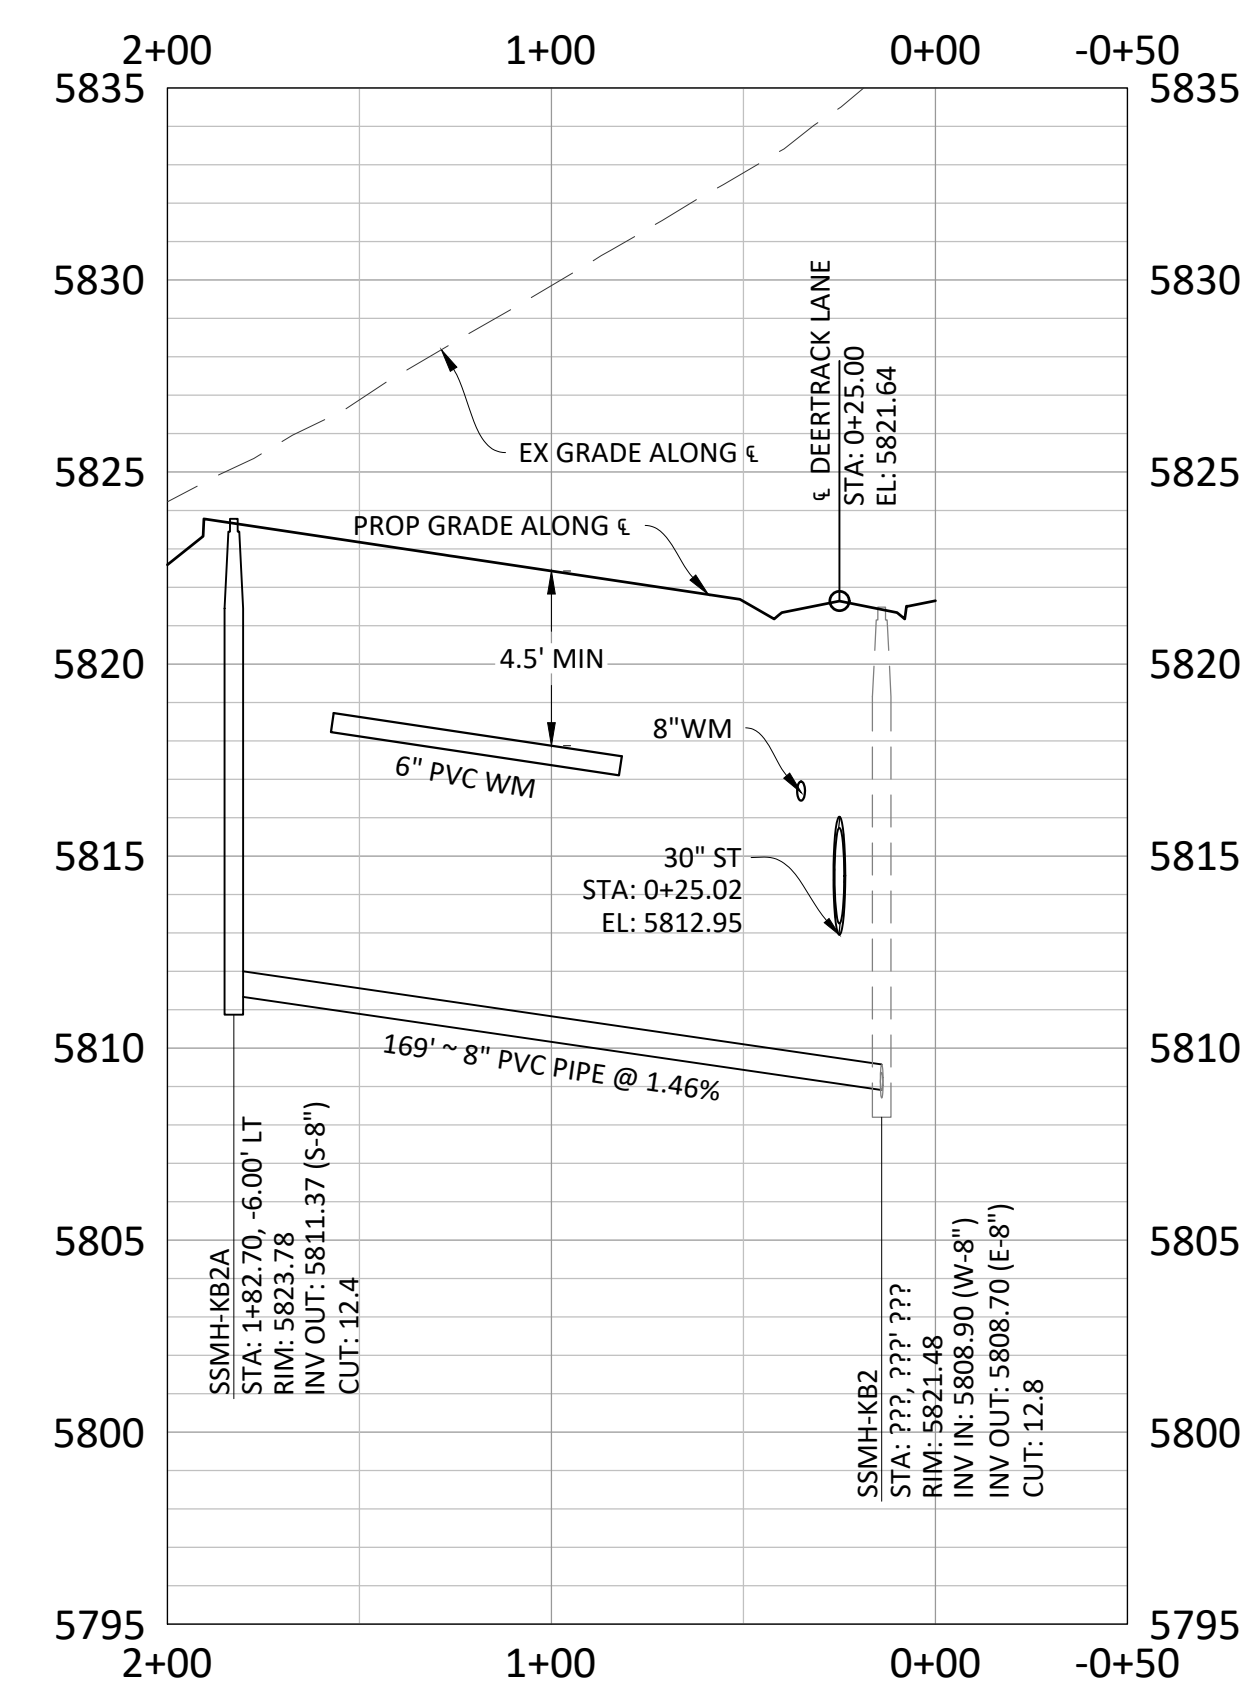 2+00 1+00 0+00 -0+50
5835 5835
5830 5830
5825 5825
5820 5820
5815 5815
5810 5810
5805 5805
5800 5800
5795 5795
℄ DEERTRACK LANE
STA: 0+25.00
EL: 5821.64
EX GRADE ALONG ℄
PROP GRADE ALONG ℄
4.5' MIN
6" PVC WM
8"WM
30" ST
STA: 0+25.02
EL: 5812.95
169' ~ 8" PVC PIPE @ 1.46%
SSMH-KB2A
STA: 1+82.70, -6.00' LT
RIM: 5823.78
INV OUT: 5811.37 (S-8")
CUT: 12.4
SSMH-KB2
STA: ???, ???' ???
RIM: 5821.48
INV IN: 5808.90 (W-8")
INV OUT: 5808.70 (E-8")
CUT: 12.8
2+00 1+00 0+00 -0+50